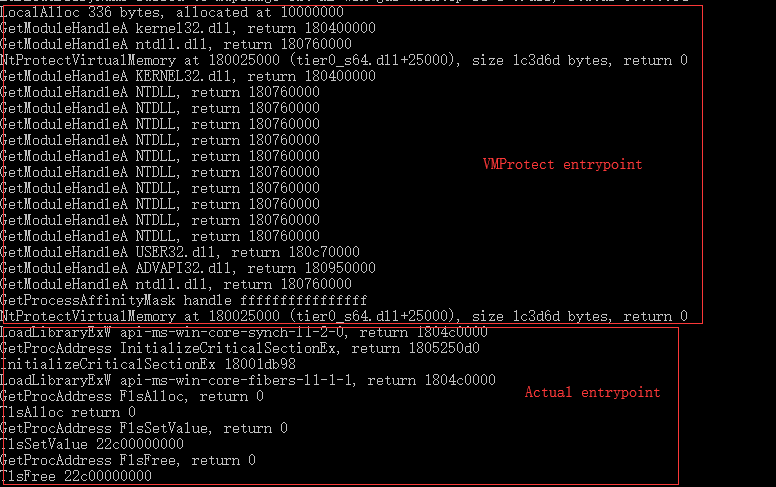 LocalAlloc 336 bytes, allocated at 10000000
GetModuleHandleA kernel32.dll, return 180400000
GetModuleHandleA ntdll.dll, return 180760000
NtProtectVirtualMemory at 180025000 (tier0_s64.dll+25000), size 1c3d6d bytes, return 0
GetModuleHandleA KERNEL32.dll, return 180400000
GetModuleHandleA NTDLL, return 180760000
GetModuleHandleA NTDLL, return 180760000
GetModuleHandleA NTDLL, return 180760000
GetModuleHandleA NTDLL, return 180760000
GetModuleHandleA NTDLL, return 180760000
VMProtect entrypoint
GetModuleHandleA NTDLL, return 180760000
GetModuleHandleA NTDLL, return 180760000
GetModuleHandleA NTDLL, return 180760000
GetModuleHandleA NTDLL, return 180760000
GetModuleHandleA NTDLL, return 180760000
GetModuleHandleA USER32.dll, return 180c70000
GetModuleHandleA ADVAPI32.dll, return 180950000
GetModuleHandleA ntdll.dll, return 180760000
GetProcessAffinityMask handle ffffffffffffffff
NtProtectVirtualMemory at 180025000 (tier0_s64.dll+25000), size 1c3d6d bytes, return 0
LoadLibraryExW api-ms-win-core-synch-l1-2-0, return 1804c0000
GetProcAddress InitializeCriticalSectionEx, return 1805250d0
InitializeCriticalSectionEx 18001db98
LoadLibraryExW api-ms-win-core-fibers-l1-1-1, return 1804c0000
GetProcAddress FlsAlloc, return 0
Actual entrypoint
TlsAlloc return 0
GetProcAddress FlsSetValue, return 0
TlsSetValue 22c00000000
GetProcAddress FlsFree, return 0
TlsFree 22c00000000